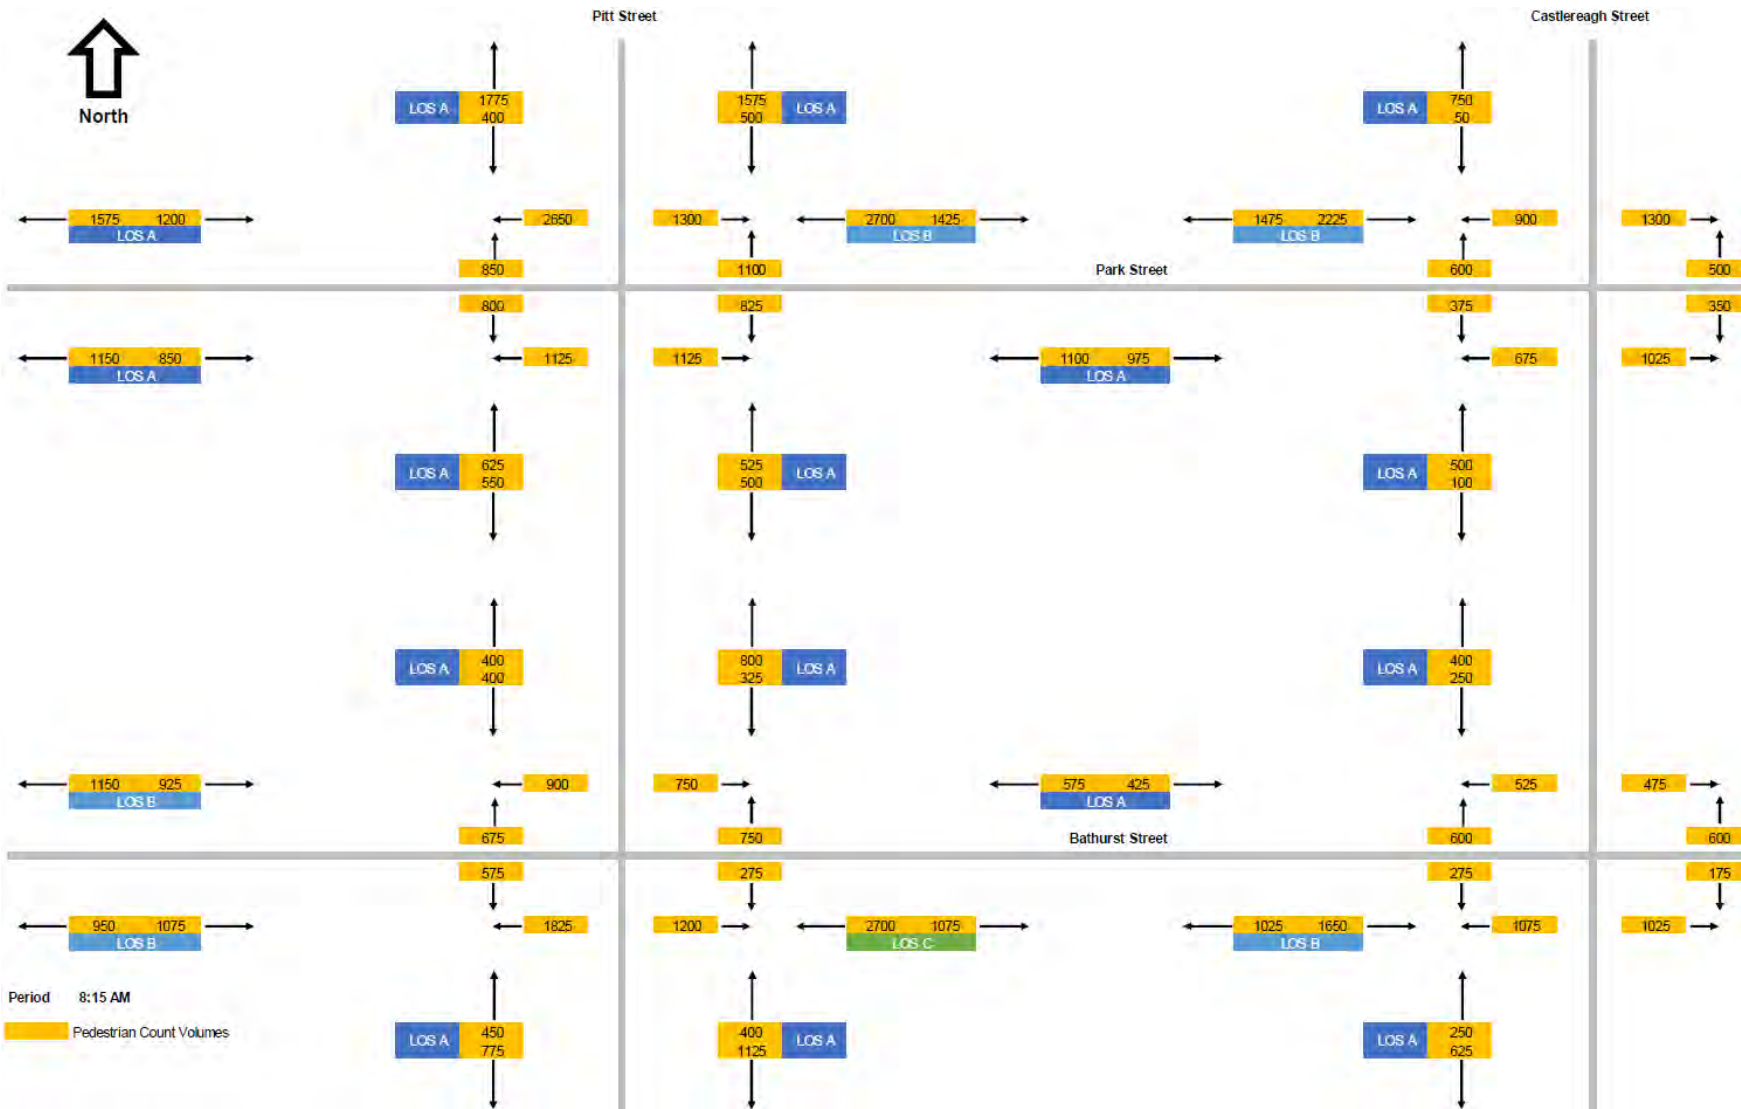 Pitt Street Castlereagh Street
North
LOS A 1775 1575 LOS A LOS A 750
400 500 50
1575 1200 2650 1300 2700 1425 1475 2225 900 1300
LOS A LOS B LOS B
850 1100 Park Street 600 500
800 825 375 350
1150 850 1125 1125 1100 975 675 1025
LOS A LOS A
LOS A 625 525 LOS A LOS A 500
550 500 100
LOS A 400 800 LOS A LOS A 400
400 325 250
1150 925 900 750 575 425 525 475
LOS B LOS A
675 750 Bathurst Street 600 600
575 275 275 175
950 1075 1825 1200 2700 1075 1025 1650 1075 1025
LOS B LOS C LOS B
Period 8:15 AM
Pedestrian Count Volumes
LOS A 450 400 LOS A LOS A 250
775 1125 625